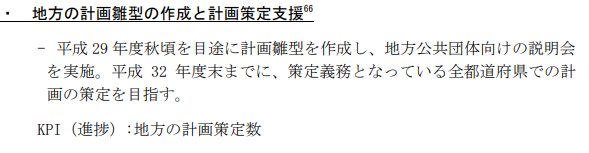 ・ 地方の計画雛型の作成と計画策定支援66
－ 平成 29 年度秋頃を目途に計画雛型を作成し、地方公共団体向けの説明会
を実施。平成 32 年度末までに、策定義務となっている全都道府県での計
画の策定を目指す。
KPI（進捗）：地方の計画策定数